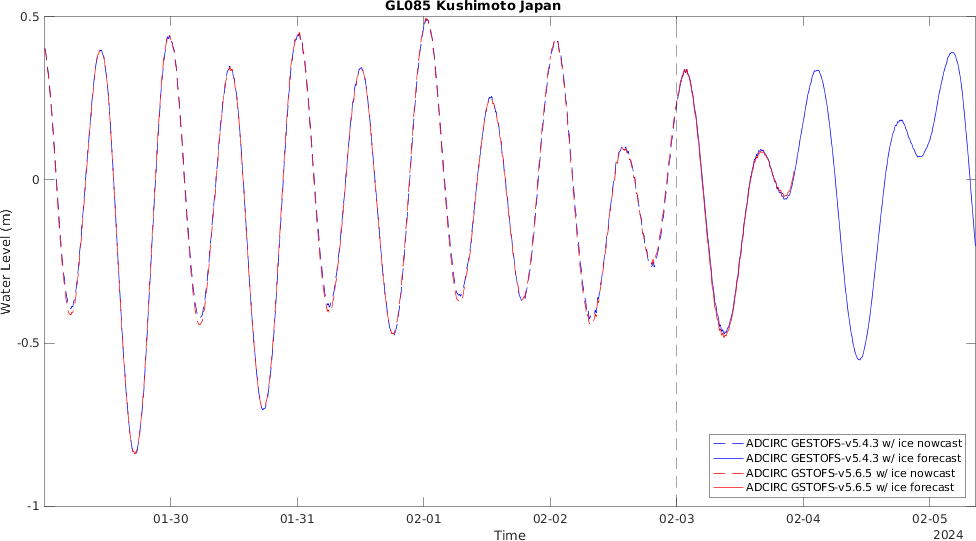 GL085 Kushimoto Japan
0.5
0
-0.5
-1
Water Level (m)
ADCIRC GESTOFS-v5.4.3 w/ ice nowcast
ADCIRC GESTOFS-v5.4.3 w/ ice forecast
ADCIRC GSTOFS-v5.6.5 w/ ice nowcast
ADCIRC GSTOFS-v5.6.5 w/ ice forecast
01-30 01-31 02-01 02-02 02-03 02-04 02-05
Time
2024